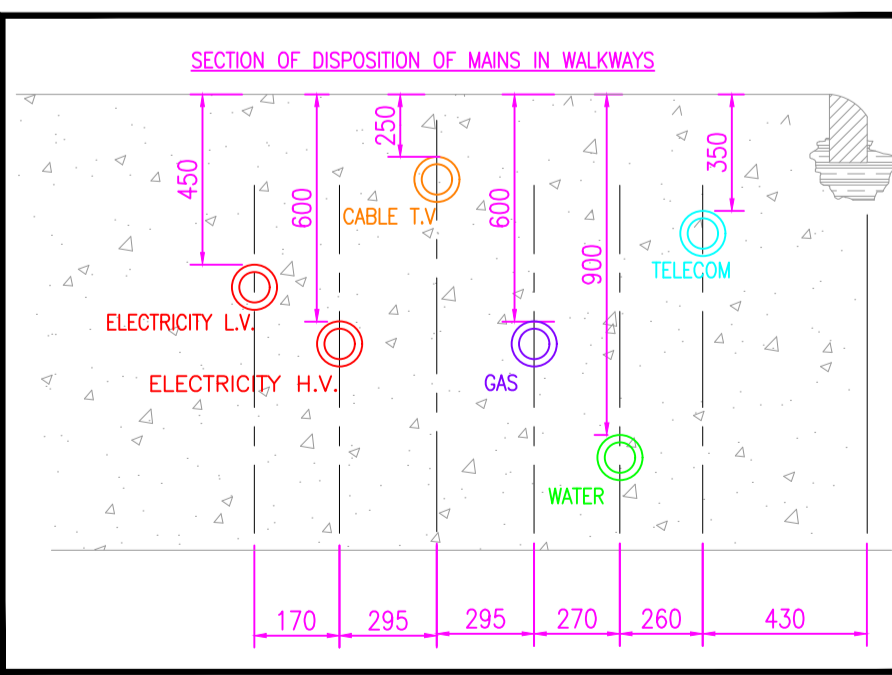 SECTION OF DISPOSITION OF MAINS IN WALKWAYS
250
350
450
600
600
CABLE T.V
900
TELECOM
ELECTRICITY L.V.
ELECTRICITY H.V.
GAS
WATER
170
295
295
270
260
430